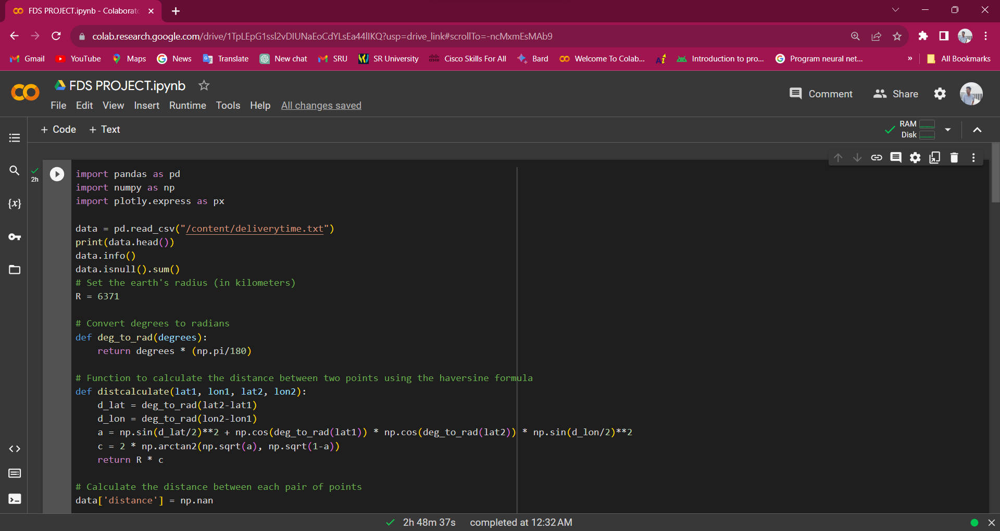 FDS PROJECT.ipynb - Colaborato
colab.research.google.com/drive/1TpLEpG1ssl2vDIUNaEoCdYLsEa44lIKQ?usp=drive_link#scrollTo=-ncMxmEsMAb9
Gmail YouTube Maps News Translate New chat SRU SR University Cisco Skills For All Bard Welcome To Colab... Introduction to pro... Program neural net... » All Bookmarks
FDS PROJECT.ipynb
File Edit View Insert Runtime Tools Help All changes saved
Comment Share
+ Code + Text
RAM
Disk
2h
import pandas as pd
import numpy as np
import plotly.express as px
data = pd.read_csv("/content/deliverytime.txt")
print(data.head())
data.info()
data.isnull().sum()
# Set the earth's radius (in kilometers)
R = 6371
# Convert degrees to radians
def deg_to_rad(degrees):
    return degrees * (np.pi/180)
# Function to calculate the distance between two points using the haversine formula
def distcalculate(lat1, lon1, lat2, lon2):
    d_lat = deg_to_rad(lat2-lat1)
    d_lon = deg_to_rad(lon2-lon1)
    a = np.sin(d_lat/2)**2 + np.cos(deg_to_rad(lat1)) * np.cos(deg_to_rad(lat2)) * np.sin(d_lon/2)**2
    c = 2 * np.arctan2(np.sqrt(a), np.sqrt(1-a))
    return R * c
# Calculate the distance between each pair of points
data['distance'] = np.nan
2h 48m 37s completed at 12:32 AM